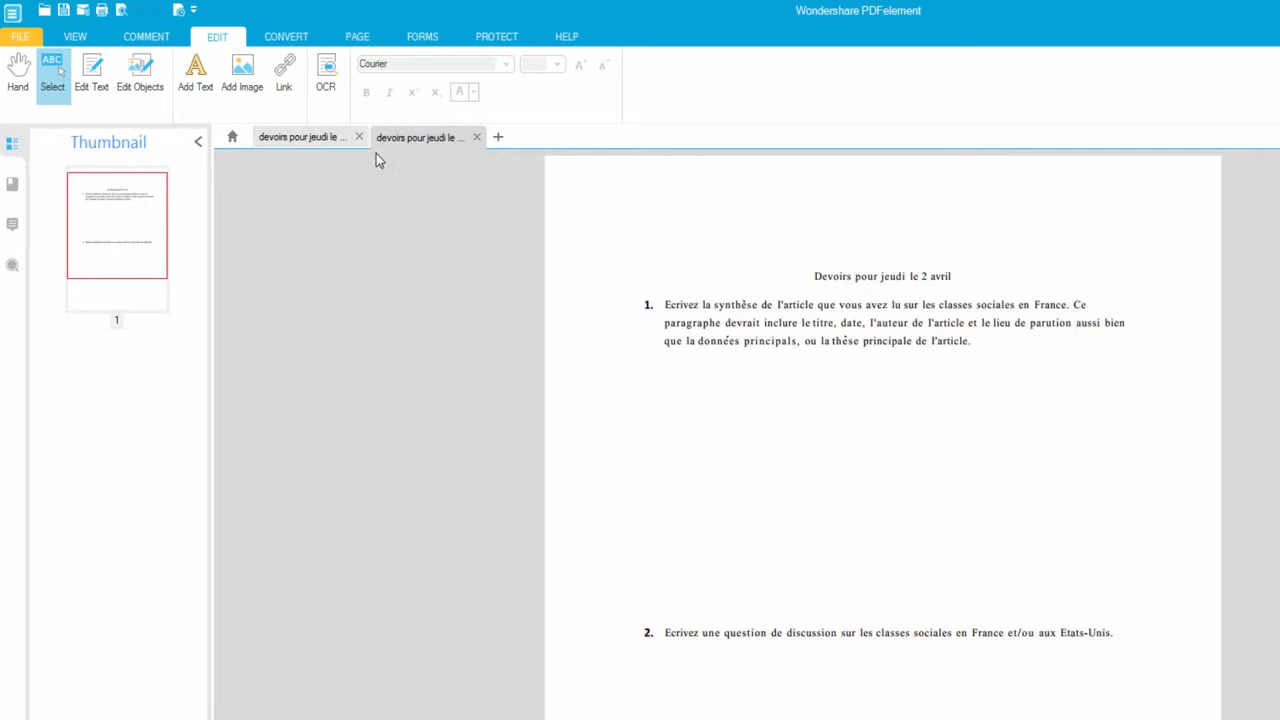 Wondershare PDFelement
FILE VIEW COMMENT EDIT CONVERT PAGE FORMS PROTECT HELP
ABC
Hand Select Edit Text Edit Objects Add Text Add Image Link OCR
Courier
B I X² X₂ A
devoirs pour jeudi le ... devoirs pour jeudi le ...
Thumbnail
1
Devoirs pour jeudi le 2 avril
1. Ecrivez la synthèse de l'article que vous avez lu sur les classes sociales en France. Ce
paragraphe devrait inclure le titre, date, l'auteur de l'article et le lieu de parution aussi bien
que la données principals, ou la thèse principale de l'article.
2. Ecrivez une question de discussion sur les classes sociales en France et/ou aux Etats-Unis.